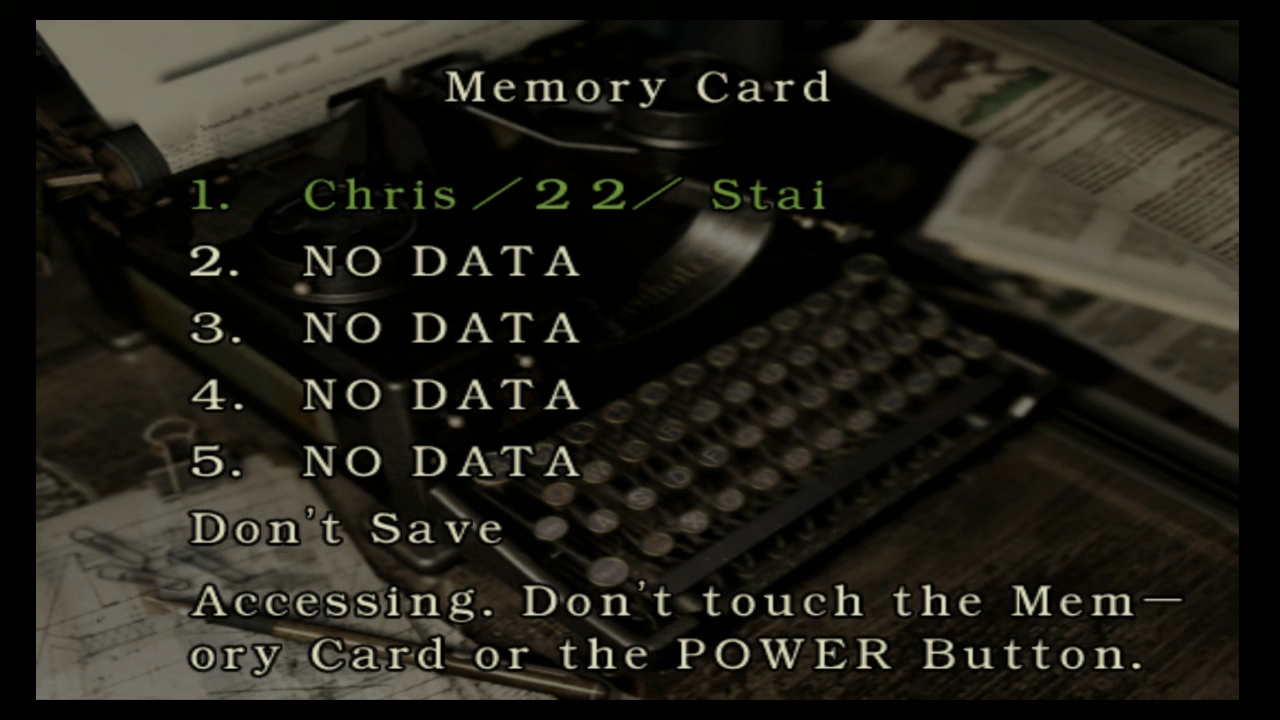 Memory Card
1. Chris／22／ Stai
2. NO DATA
3. NO DATA
4. NO DATA
5. NO DATA
Don't Save
Accessing. Don't touch the Mem—
ory Card or the POWER Button.